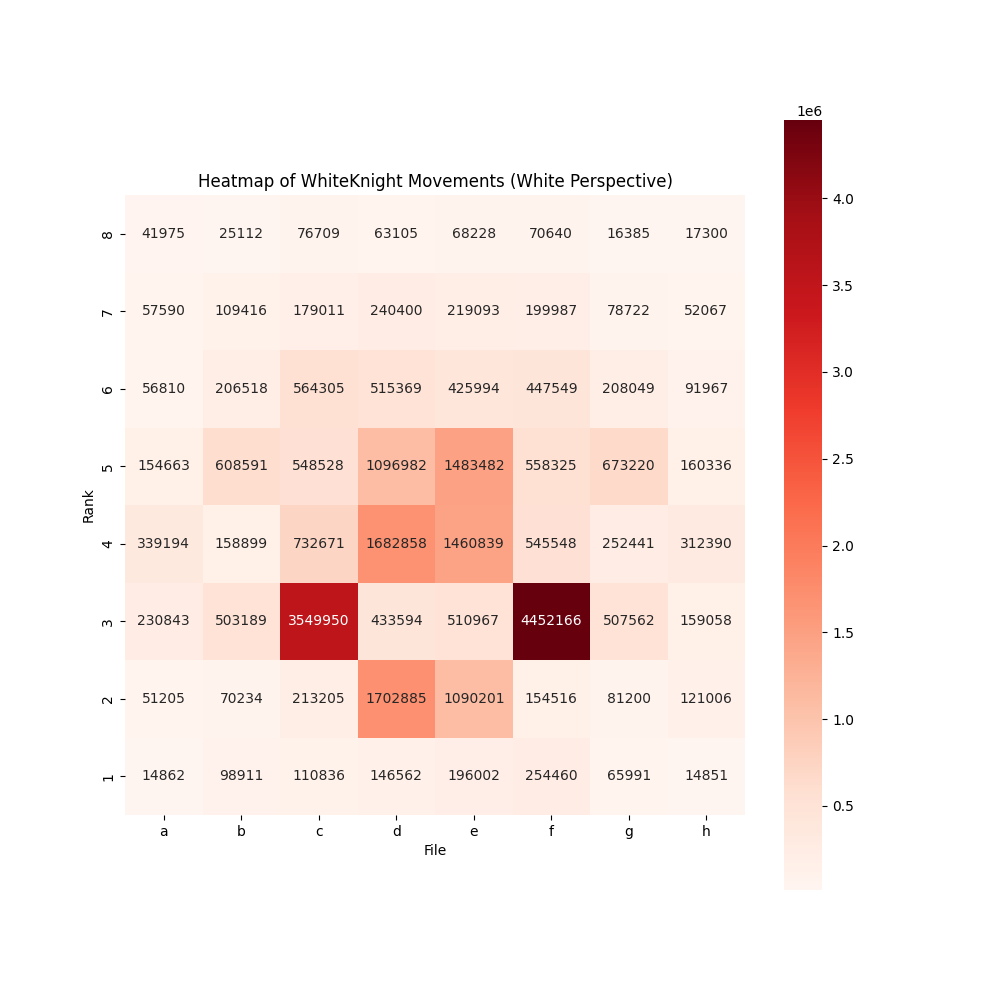 1e6
Heatmap of WhiteKnight Movements (White Perspective)
8 41975 25112 76709 63105 68228 70640 16385 17300
7 57590 109416 179011 240400 219093 199987 78722 52067
6 56810 206518 564305 515369 425994 447549 208049 91967
5 154663 608591 548528 1096982 1483482 558325 673220 160336
4 339194 158899 732671 1682858 1460839 545548 252441 312390
3 230843 503189 3549950 433594 510967 4452166 507562 159058
2 51205 70234 213205 1702885 1090201 154516 81200 121006
1 14862 98911 110836 146562 196002 254460 65991 14851
Rank
a b c d e f g h
File
4.0
3.5
3.0
2.5
2.0
1.5
1.0
0.5